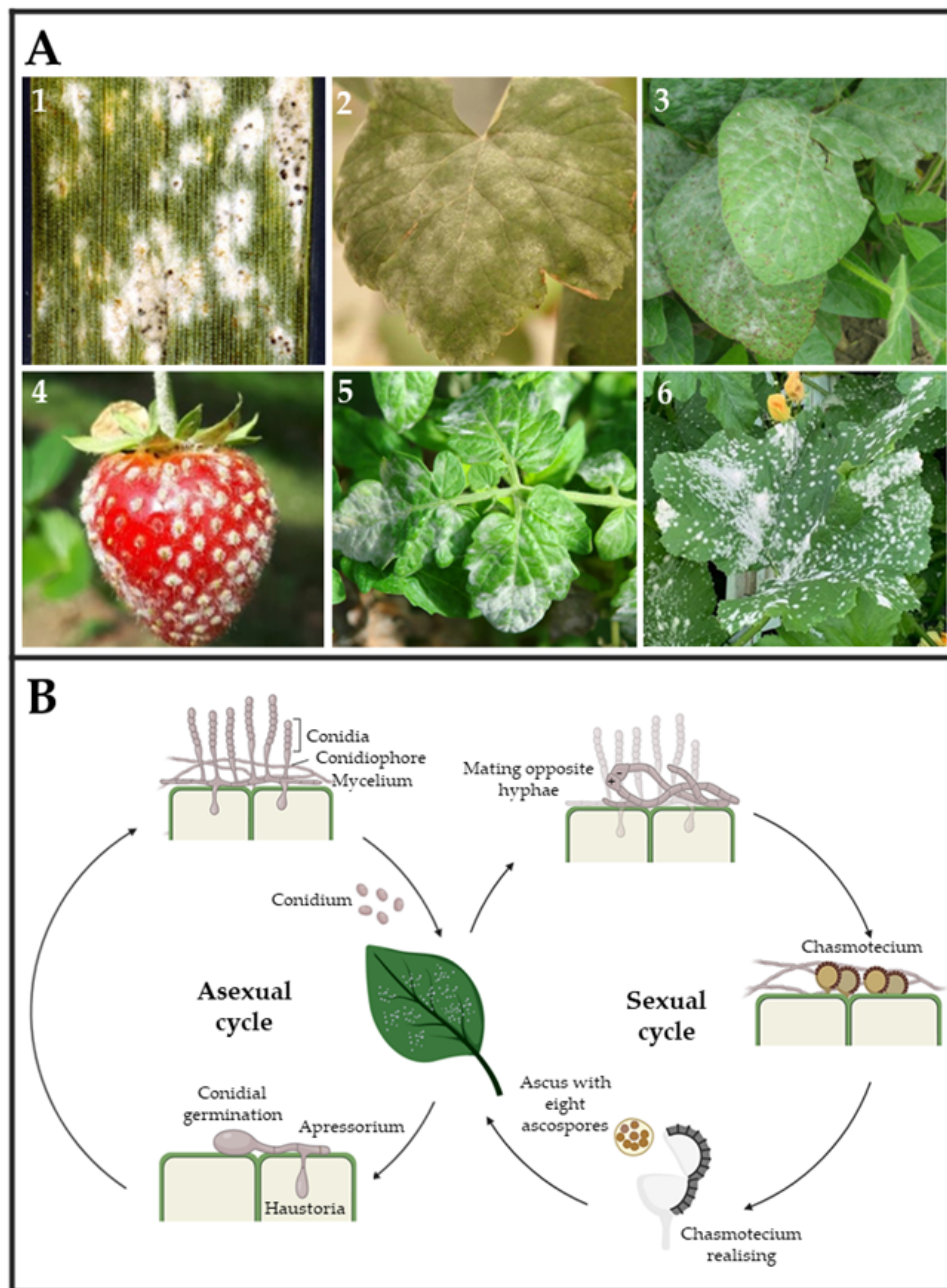 A
1
2
3
4
5
6
B
Conidia
Conidiophore
Mycelium
Mating opposite
hyphae
Conidium
Chasmotecium
Asexual
cycle
Sexual
cycle
Ascus with
eight
ascospores
Conidial
germination
Apressorium
Haustoria
Chasmotecium
realising